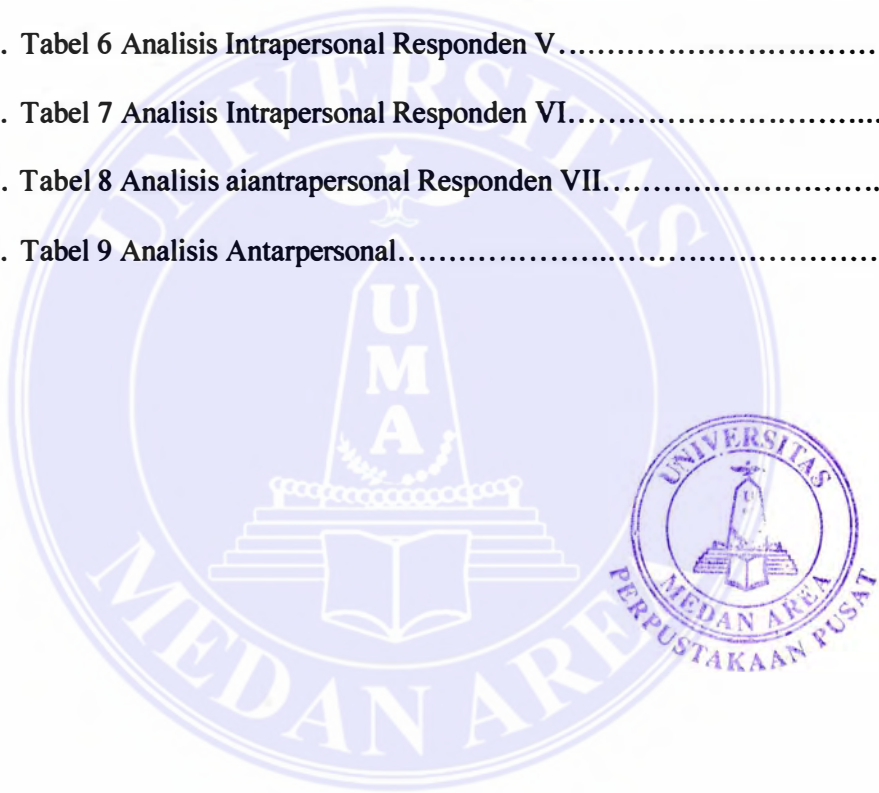 . Tabel 6 Analisis Intrapersonal Responden V..............................
. Tabel 7 Analisis Intrapersonal Responden VI..............................
. Tabel 8 Analisis aiantrapersonal Responden VII..........................
. Tabel 9 Analisis Antarpersonal..............................................
UNIVERSITAS
UMA
MEDAN AREA
UNIVERSITAS
MEDAN AREA
PERPUSTAKAAN PUSAT